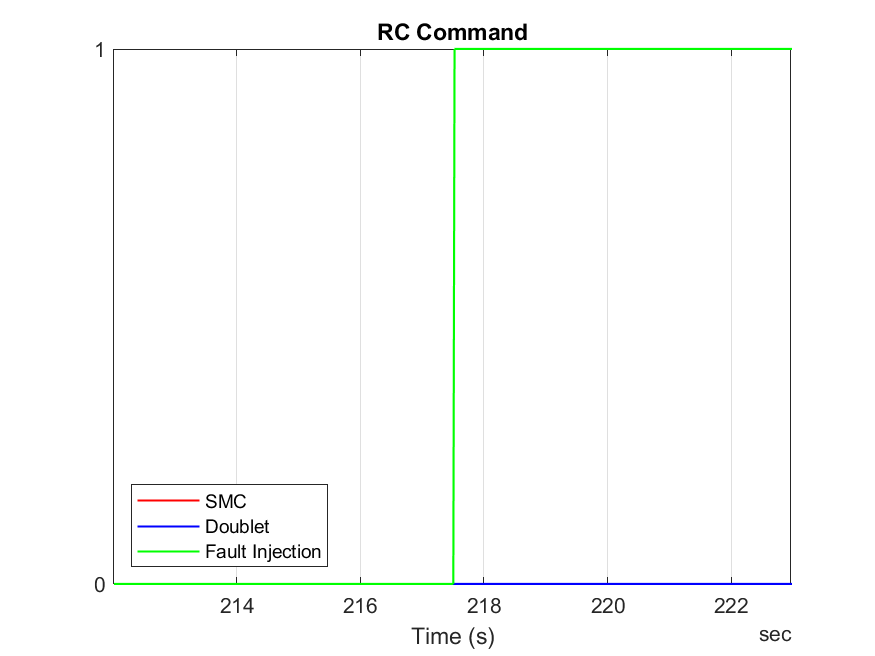 RC Command
1
0
SMC
Doublet
Fault Injection
214 216 218 220 222
Time (s)
sec